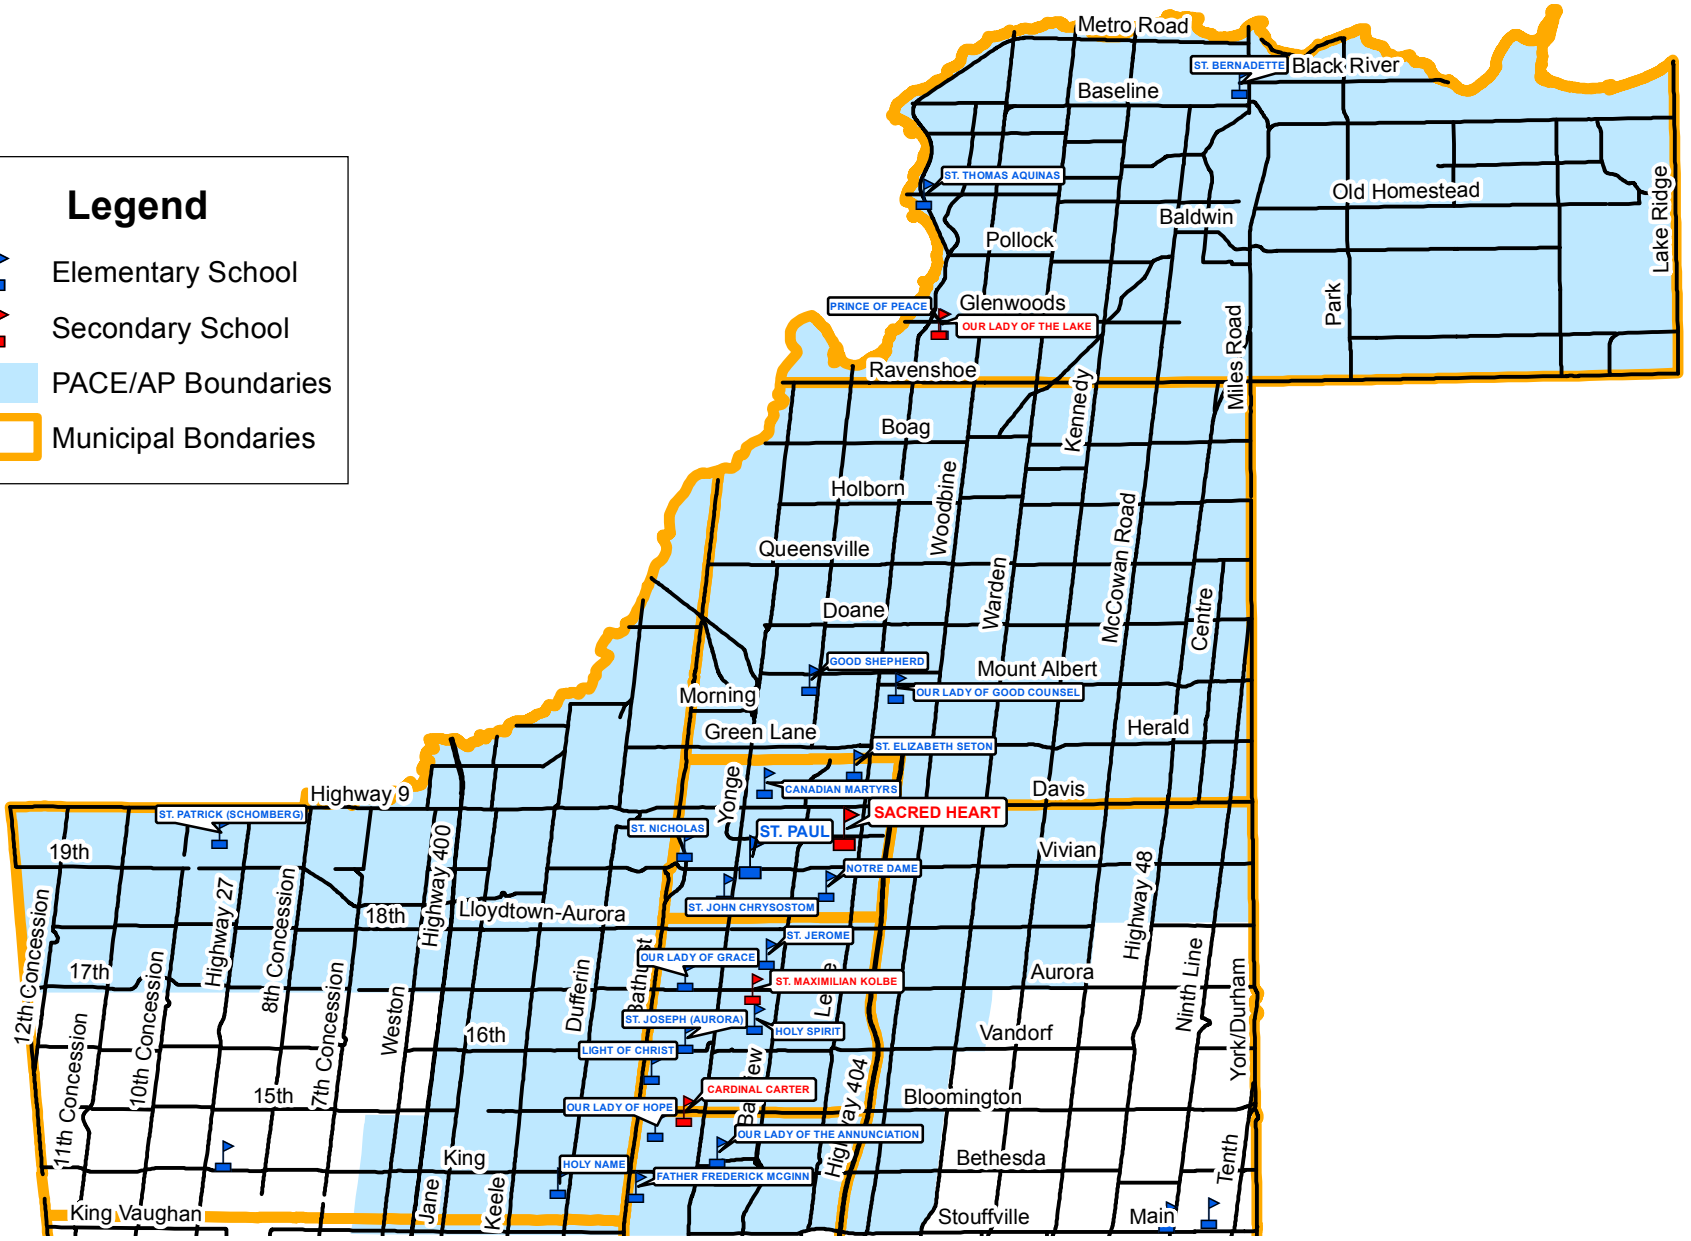 Metro Road
ST. BERNADETTE
Black River
Baseline
ST. THOMAS AQUINAS
Old Homestead
Lake Ridge
Baldwin
Pollock
Legend
Elementary School
Secondary School
PACE/AP Boundaries
Municipal Bondaries
PRINCE OF PEACE
Glenwoods
OUR LADY OF THE LAKE
Park
Miles Road
Ravenshoe
Kennedy
Boag
Holborn
Woodbine
Queensville
McCowan Road
Warden
Centre
Doane
GOOD SHEPHERD
Mount Albert
OUR LADY OF GOOD COUNSEL
Morning
Green Lane
Herald
ST. ELIZABETH SETON
Yonge
CANADIAN MARTYRS
Davis
Highway 9
ST. PATRICK (SCHOMBERG)
ST. NICHOLAS
ST. PAUL
SACRED HEART
19th
Vivian
NOTRE DAME
Highway 400
Highway 48
12th Concession
Highway 27
8th Concession
18th
Lloydtown-Aurora
ST. JOHN CHRYSOSTOM
ST. JEROME
Bathurst
OUR LADY OF GRACE
17th
Aurora
ST. MAXIMILIAN KOLBE
10th Concession
7th Concession
Weston
Dufferin
Ninth Line
York/Durham
11th Concession
16th
ST. JOSEPH (AURORA)
HOLY SPIRIT
Vandorf
LIGHT OF CHRIST
Highway 404
15th
CARDINAL CARTER
Bloomington
OUR LADY OF HOPE
OUR LADY OF THE ANNUNCIATION
King
Bethesda
Tenth
HOLY NAME
FATHER FREDERICK MCGINN
Jane
Keele
King Vaughan
Stouffville
Main